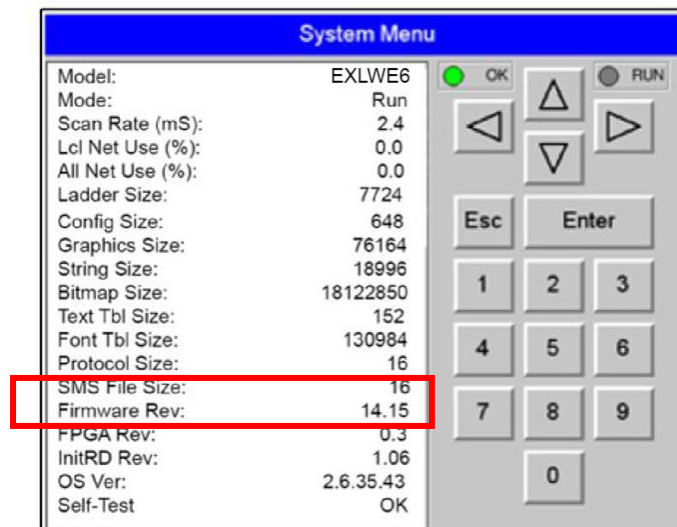 System Menu
Model: EXLWE6
Mode: Run
Scan Rate (mS): 2.4
Lcl Net Use (%): 0.0
All Net Use (%): 0.0
Ladder Size: 7724
Config Size: 648
Graphics Size: 76164
String Size: 18996
Bitmap Size: 18122850
Text Tbl Size: 152
Font Tbl Size: 130984
Protocol Size: 16
SMS File Size: 16
Firmware Rev: 14.15
FPGA Rev: 0.3
InitRD Rev: 1.06
OS Ver: 2.6.35.43
Self-Test OK
OK RUN
Esc Enter
1 2 3
4 5 6
7 8 9
0